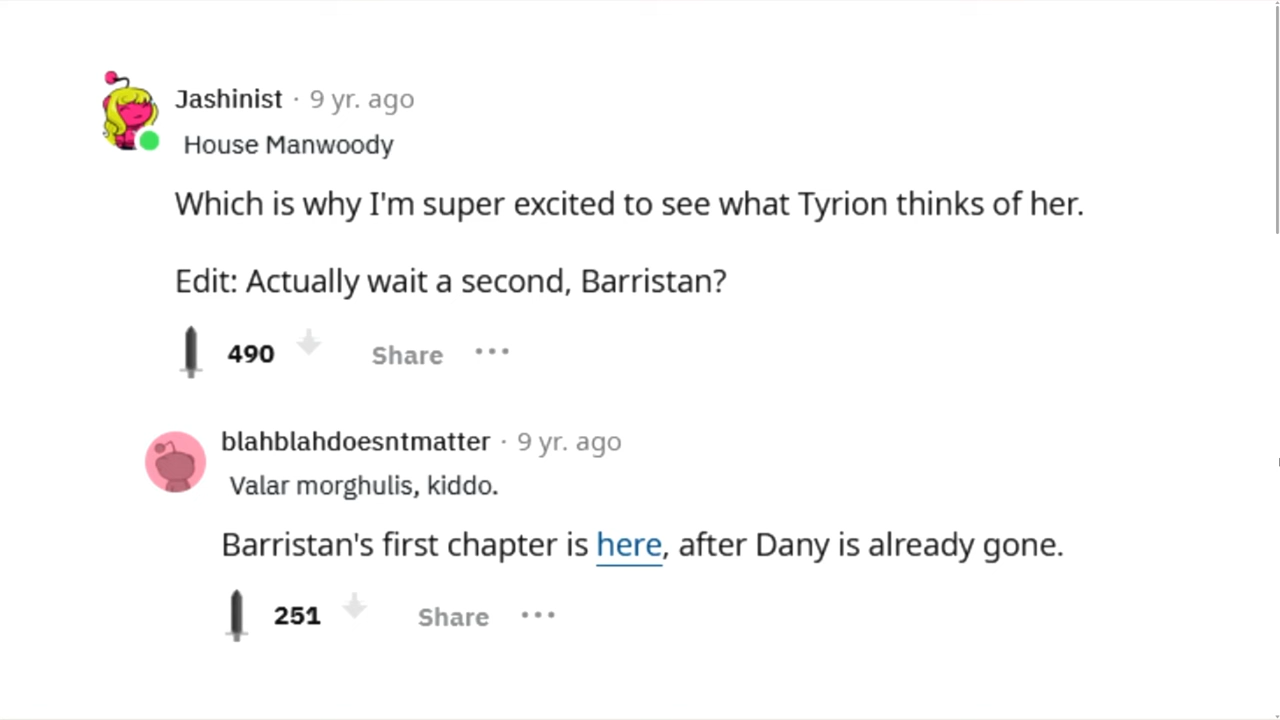 Jashinist · 9 yr. ago
House Manwoody
Which is why I'm super excited to see what Tyrion thinks of her.
Edit: Actually wait a second, Barristan?
490 Share ···
blahblahdoesntmatter · 9 yr. ago
Valar morghulis, kiddo.
Barristan's first chapter is here, after Dany is already gone.
251 Share ···